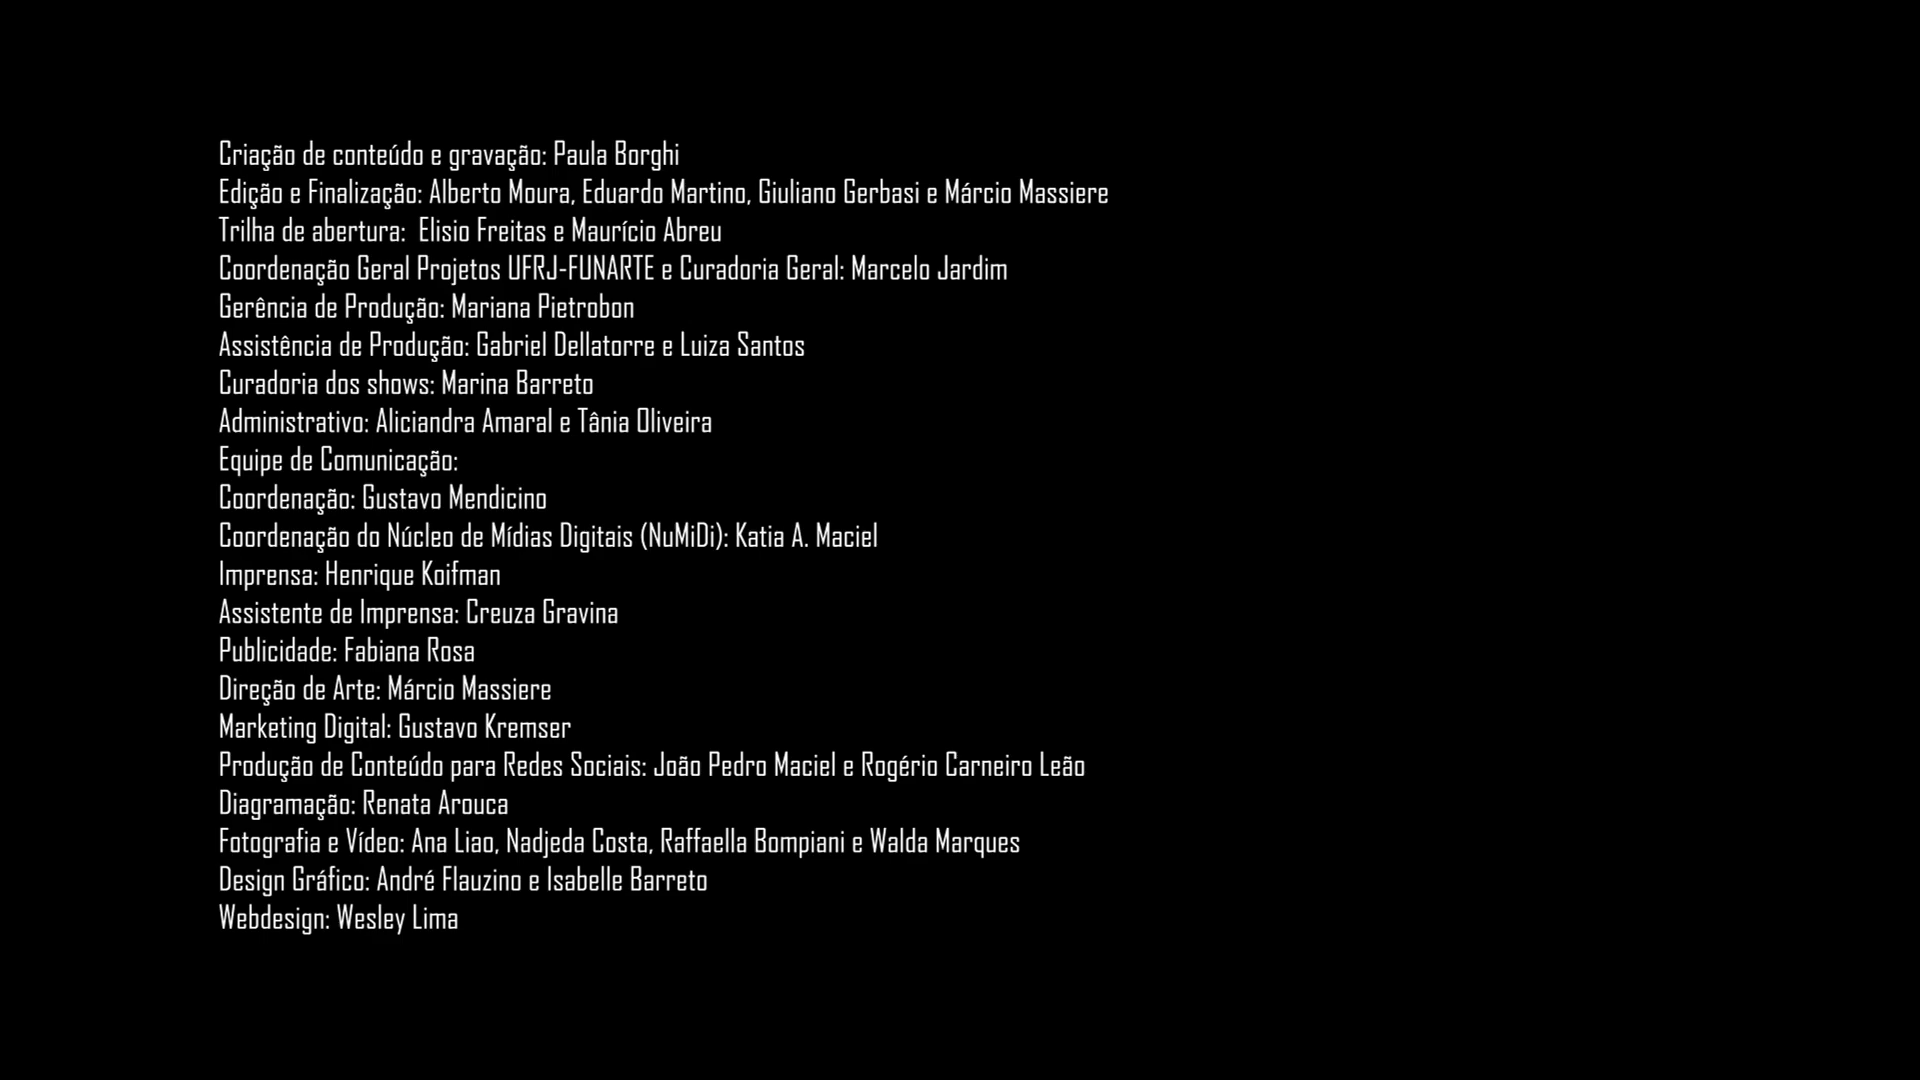 Criação de conteúdo e gravação: Paula Borghi
Edição e Finalização: Alberto Moura, Eduardo Martino, Giuliano Gerbasi e Márcio Massiere
Trilha de abertura:  Elisio Freitas e Maurício Abreu
Coordenação Geral Projetos UFRJ-FUNARTE e Curadoria Geral: Marcelo Jardim
Gerência de Produção: Mariana Pietrobon
Assistência de Produção: Gabriel Dellatorre e Luiza Santos
Curadoria dos shows: Marina Barreto
Administrativo: Aliciandra Amaral e Tânia Oliveira
Equipe de Comunicação:
Coordenação: Gustavo Mendicino
Coordenação do Núcleo de Mídias Digitais (NuMiDi): Katia A. Maciel
Imprensa: Henrique Koifman
Assistente de Imprensa: Creuza Gravina
Publicidade: Fabiana Rosa
Direção de Arte: Márcio Massiere
Marketing Digital: Gustavo Kremser
Produção de Conteúdo para Redes Sociais: João Pedro Maciel e Rogério Carneiro Leão
Diagramação: Renata Arouca
Fotografia e Vídeo: Ana Liao, Nadjeda Costa, Raffaella Bompiani e Walda Marques
Design Gráfico: André Flauzino e Isabelle Barreto
Webdesign: Wesley Lima